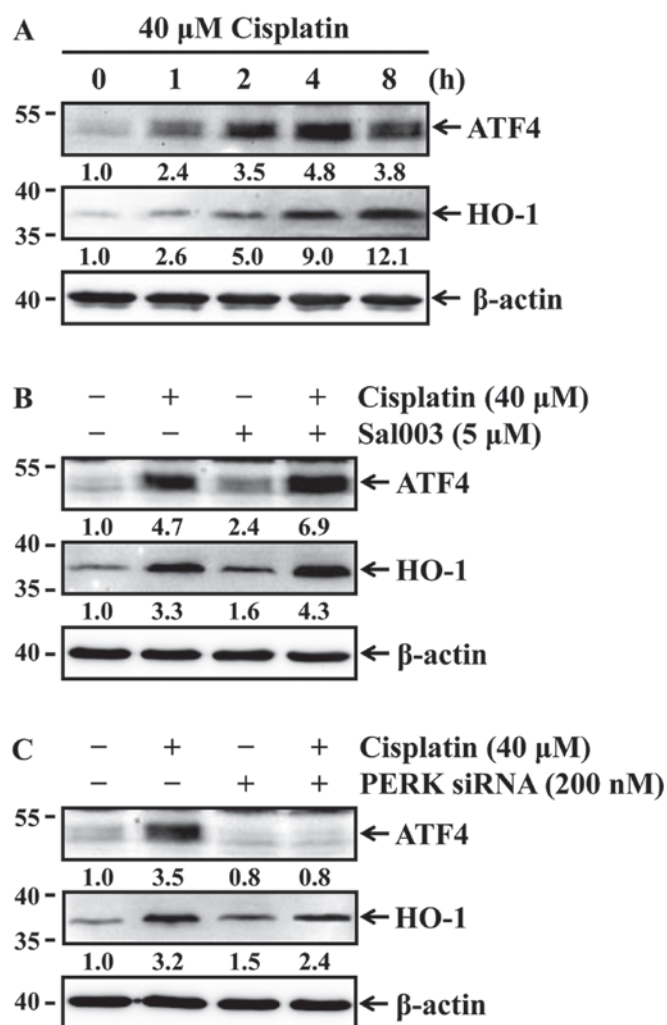 A
40 μM Cisplatin
0 1 2 4 8 (h)
55
ATF4
1.0 2.4 3.5 4.8 3.8
40
35
HO-1
1.0 2.6 5.0 9.0 12.1
40
β-actin
B
− + − + Cisplatin (40 μM)
− − + + Sal003 (5 μM)
55
ATF4
1.0 4.7 2.4 6.9
40
35
HO-1
1.0 3.3 1.6 4.3
40
β-actin
C
− + − + Cisplatin (40 μM)
− − + + PERK siRNA (200 nM)
55
ATF4
1.0 3.5 0.8 0.8
40
35
HO-1
1.0 3.2 1.5 2.4
40
β-actin